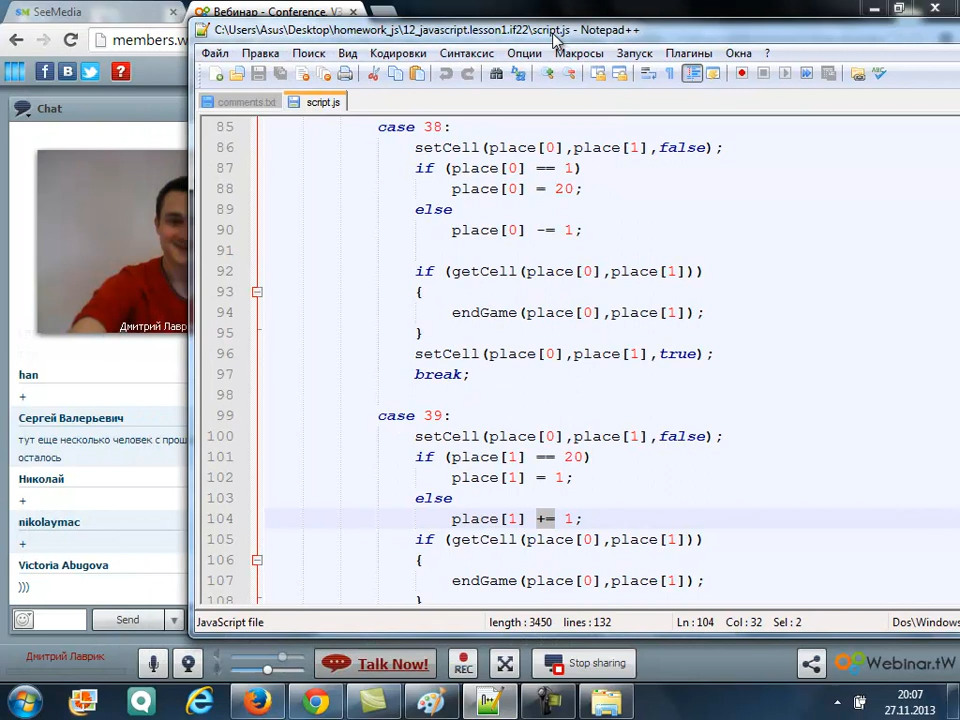 SeeMedia
Вебинар - Conference, V
members.w
C:\Users\Asus\Desktop\homework_js\12_javascript.lesson1.if22\script.js - Notepad++
Файл Правка Поиск Вид Кодировки Синтаксис Опции Макросы Запуск Плагины Окна ?
comments.txt script.js
Chat
Дмитрий Лаври
han
+
Сергей Валерьевич
тут еще несколько человек с прош
осталось
Николай
+
nikolaymac
+
Victoria Abugova
)))
Send
85 case 38:
86 setCell(place[0],place[1],false);
87 if (place[0] == 1)
88 place[0] = 20;
89 else
90 place[0] -= 1;
91
92 if (getCell(place[0],place[1]))
93 {
94 endGame(place[0],place[1]);
95 }
96 setCell(place[0],place[1],true);
97 break;
98
99 case 39:
100 setCell(place[0],place[1],false);
101 if (place[1] == 20)
102 place[1] = 1;
103 else
104 place[1] += 1;
105 if (getCell(place[0],place[1]))
106 {
107 endGame(place[0],place[1]);
108 }
JavaScript file length : 3450 lines : 132 Ln : 104 Col : 32 Sel : 2 Dos\Windows
Дмитрий Лаврик
Talk Now!
REC
Stop sharing
Webinar.tw
20:07
27.11.2013